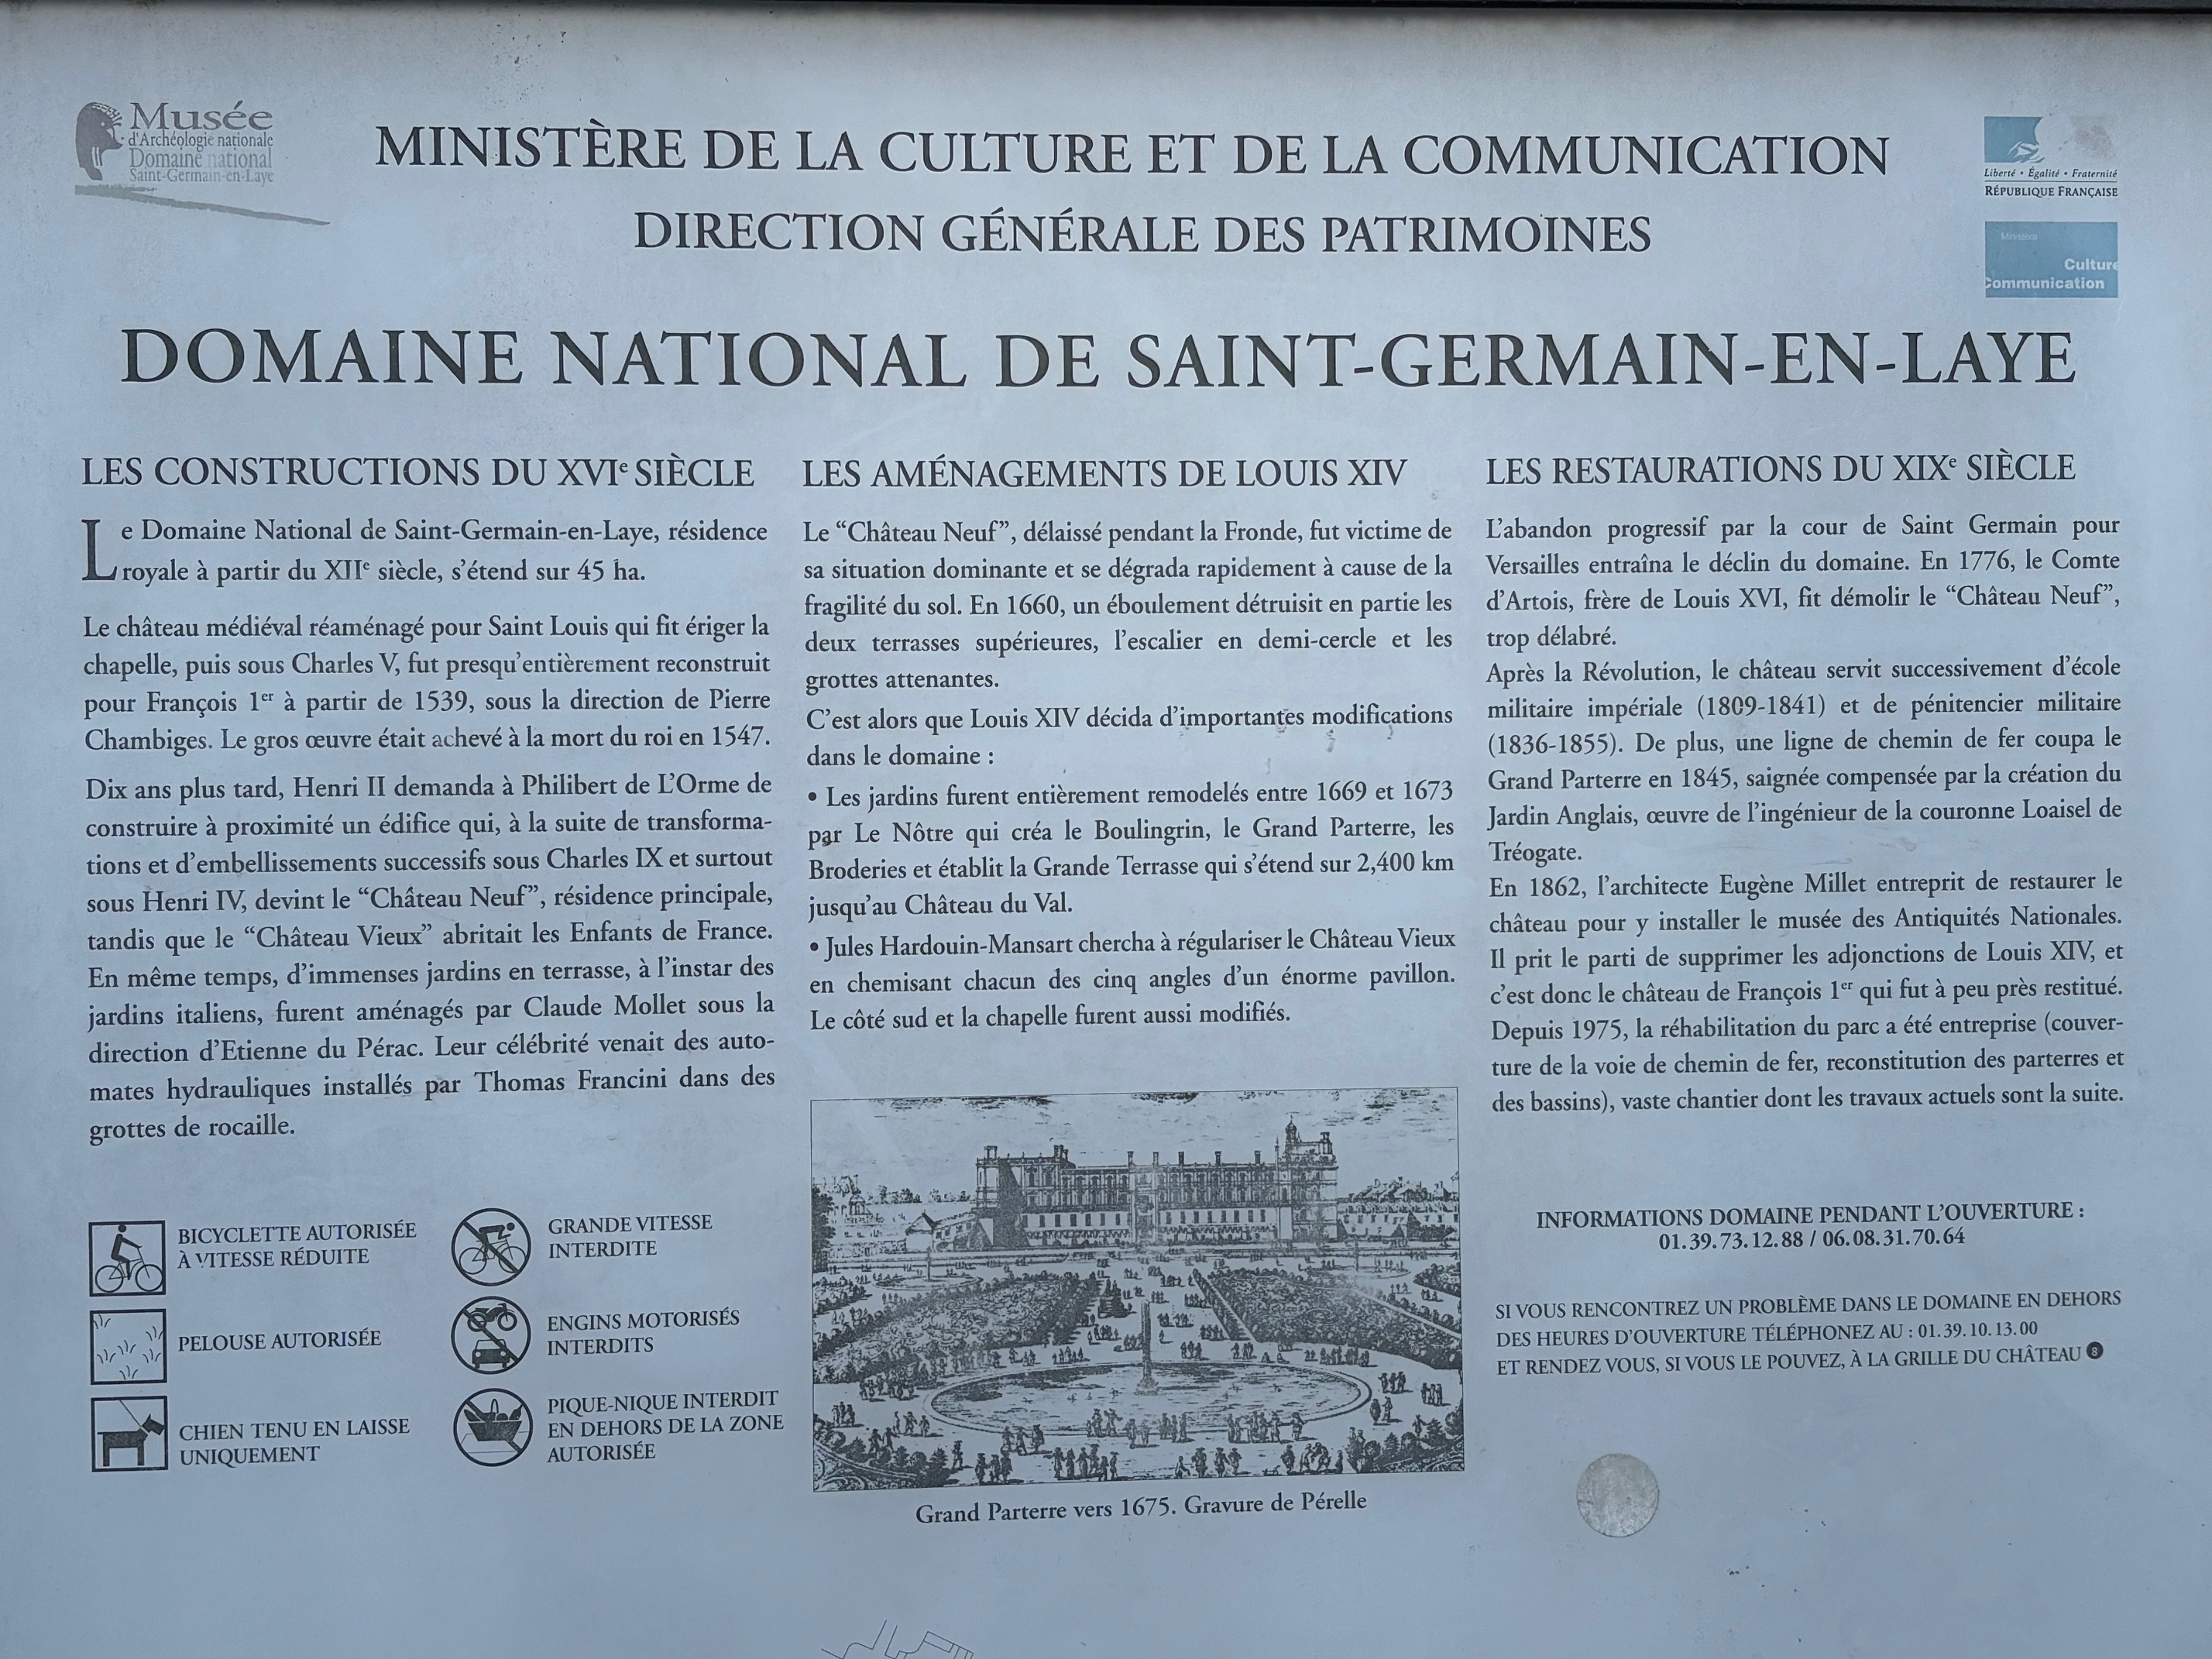 Musée
d'Archéologie nationale
Domaine national
Saint-Germain-en-Laye
MINISTÈRE DE LA CULTURE ET DE LA COMMUNICATION
DIRECTION GÉNÉRALE DES PATRIMOINES
Liberté • Égalité • Fraternité
RÉPUBLIQUE FRANÇAISE
Ministère
Culture
Communication
DOMAINE NATIONAL DE SAINT-GERMAIN-EN-LAYE
LES CONSTRUCTIONS DU XVIe SIÈCLE
Le Domaine National de Saint-Germain-en-Laye, résidence
royale à partir du XIIe siècle, s'étend sur 45 ha.
Le château médiéval réaménagé pour Saint Louis qui fit ériger la
chapelle, puis sous Charles V, fut presqu'entièrement reconstruit
pour François 1er à partir de 1539, sous la direction de Pierre
Chambiges. Le gros œuvre était achevé à la mort du roi en 1547.
Dix ans plus tard, Henri II demanda à Philibert de L'Orme de
construire à proximité un édifice qui, à la suite de transforma-
tions et d'embellissements successifs sous Charles IX et surtout
sous Henri IV, devint le “Château Neuf”, résidence principale,
tandis que le “Château Vieux” abritait les Enfants de France.
En même temps, d'immenses jardins en terrasse, à l'instar des
jardins italiens, furent aménagés par Claude Mollet sous la
direction d'Etienne du Pérac. Leur célébrité venait des auto-
mates hydrauliques installés par Thomas Francini dans des
grottes de rocaille.
BICYCLETTE AUTORISÉE
À VITESSE RÉDUITE
PELOUSE AUTORISÉE
CHIEN TENU EN LAISSE
UNIQUEMENT
GRANDE VITESSE
INTERDITE
ENGINS MOTORISÉS
INTERDITS
PIQUE-NIQUE INTERDIT
EN DEHORS DE LA ZONE
AUTORISÉE
LES AMÉNAGEMENTS DE LOUIS XIV
Le “Château Neuf”, délaissé pendant la Fronde, fut victime de
sa situation dominante et se dégrada rapidement à cause de la
fragilité du sol. En 1660, un éboulement détruisit en partie les
deux terrasses supérieures, l'escalier en demi-cercle et les
grottes attenantes.
C'est alors que Louis XIV décida d'importantes modifications
dans le domaine :
• Les jardins furent entièrement remodelés entre 1669 et 1673
par Le Nôtre qui créa le Boulingrin, le Grand Parterre, les
Broderies et établit la Grande Terrasse qui s'étend sur 2,400 km
jusqu'au Château du Val.
• Jules Hardouin-Mansart chercha à régulariser le Château Vieux
en chemisant chacun des cinq angles d'un énorme pavillon.
Le côté sud et la chapelle furent aussi modifiés.
Grand Parterre vers 1675. Gravure de Pérelle
LES RESTAURATIONS DU XIXe SIÈCLE
L'abandon progressif par la cour de Saint Germain pour
Versailles entraîna le déclin du domaine. En 1776, le Comte
d'Artois, frère de Louis XVI, fit démolir le “Château Neuf”,
trop délabré.
Après la Révolution, le château servit successivement d'école
militaire impériale (1809-1841) et de pénitencier militaire
(1836-1855). De plus, une ligne de chemin de fer coupa le
Grand Parterre en 1845, saignée compensée par la création du
Jardin Anglais, œuvre de l'ingénieur de la couronne Loaisel de
Tréogate.
En 1862, l'architecte Eugène Millet entreprit de restaurer le
château pour y installer le musée des Antiquités Nationales.
Il prit le parti de supprimer les adjonctions de Louis XIV, et
c'est donc le château de François 1er qui fut à peu près restitué.
Depuis 1975, la réhabilitation du parc a été entreprise (couver-
ture de la voie de chemin de fer, reconstitution des parterres et
des bassins), vaste chantier dont les travaux actuels sont la suite.
INFORMATIONS DOMAINE PENDANT L'OUVERTURE :
01.39.73.12.88 / 06.08.31.70.64
SI VOUS RENCONTREZ UN PROBLÈME DANS LE DOMAINE EN DEHORS
DES HEURES D'OUVERTURE TÉLÉPHONEZ AU : 01.39.10.13.00
ET RENDEZ VOUS, SI VOUS LE POUVEZ, À LA GRILLE DU CHÂTEAU 8